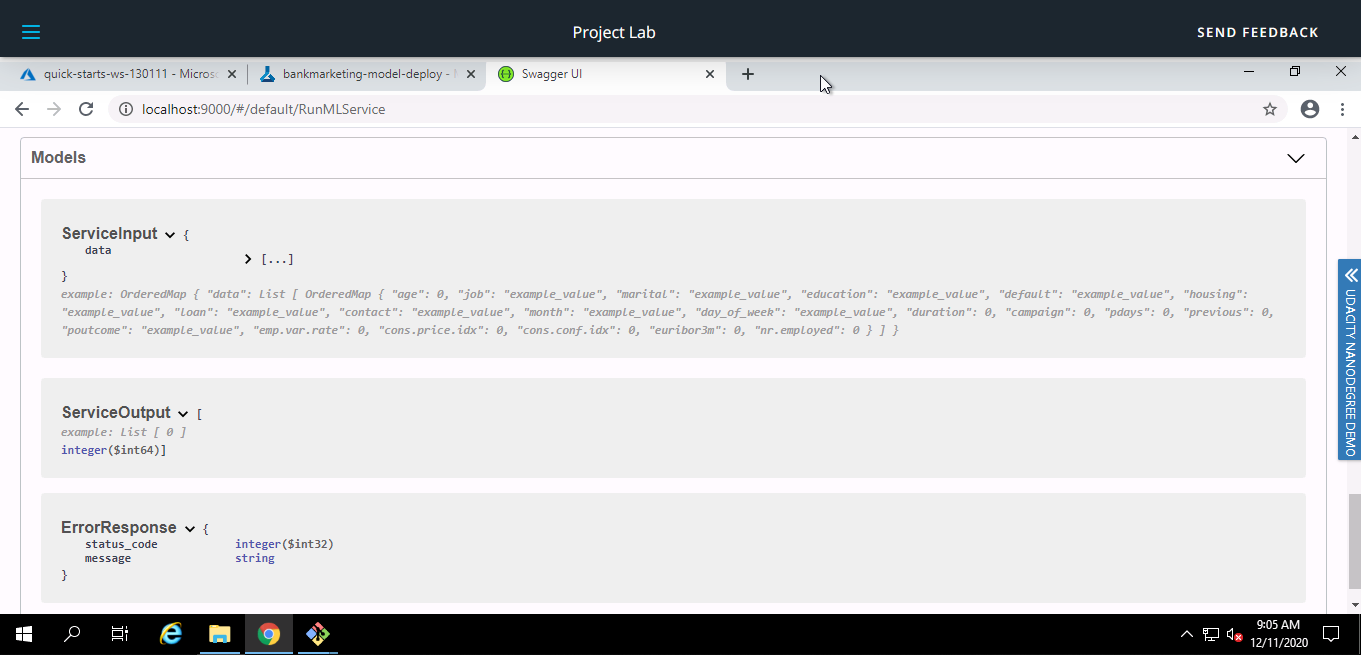 Project Lab
SEND FEEDBACK
quick-starts-ws-130111 - Micros
bankmarketing-model-deploy -
Swagger UI
localhost:9000/#/default/RunMLService
Models
ServiceInput {
data
[...]
}
example: OrderedMap { "data": List [ OrderedMap { "age": 0, "job": "example_value", "marital": "example_value", "education": "example_value", "default": "example_value", "housing":
"example_value", "loan": "example_value", "contact": "example_value", "month": "example_value", "day_of_week": "example_value", "duration": 0, "campaign": 0, "pdays": 0, "previous": 0,
"poutcome": "example_value", "emp.var.rate": 0, "cons.price.idx": 0, "cons.conf.idx": 0, "euribor3m": 0, "nr.employed": 0 } ] }
ServiceOutput [
example: List [ 0 ]
integer($int64)]
ErrorResponse {
status_code integer($int32)
message string
}
UDACITY NANODEGREE DEMO
9:05 AM
12/11/2020